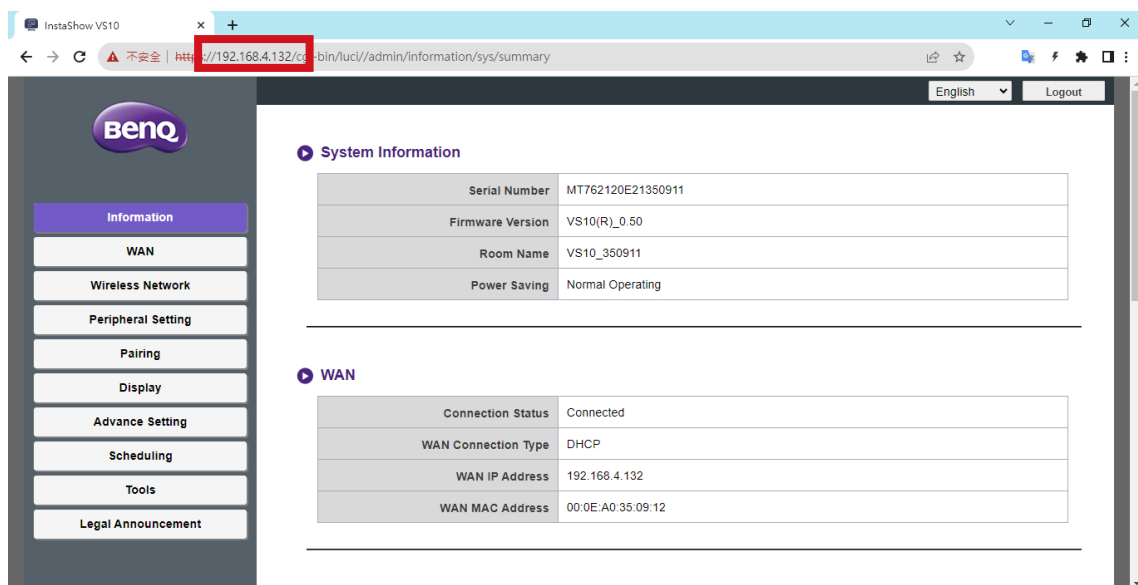 InstaShow VS10
不安全 | https://192.168.4.132/cgi-bin/luci//admin/information/sys/summary
English
Logout
BenQ
Information
WAN
Wireless Network
Peripheral Setting
Pairing
Display
Advance Setting
Scheduling
Tools
Legal Announcement
System Information
Serial Number MT762120E21350911
Firmware Version VS10(R)_0.50
Room Name VS10_350911
Power Saving Normal Operating
WAN
Connection Status Connected
WAN Connection Type DHCP
WAN IP Address 192.168.4.132
WAN MAC Address 00:0E:A0:35:09:12